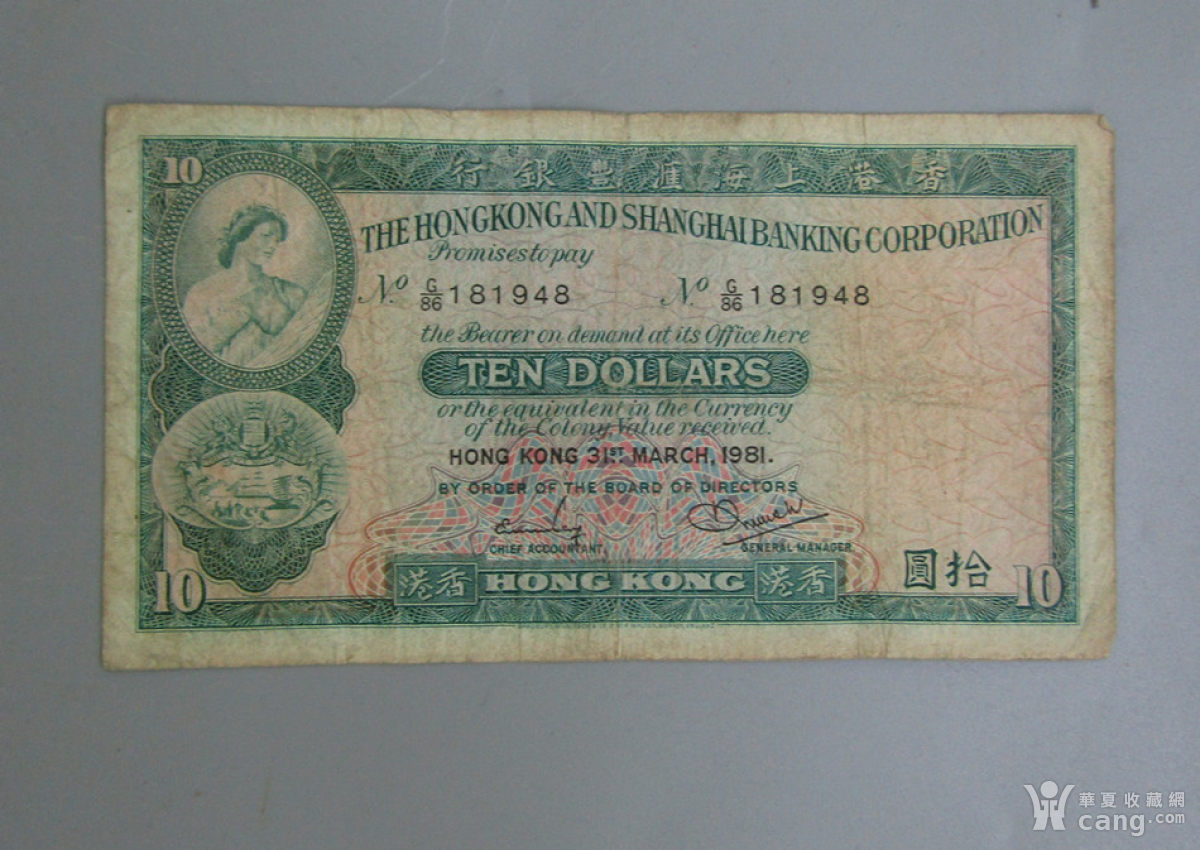 10
行銀豐滙海上港香
THE HONGKONG AND SHANGHAI BANKING CORPORATION
Promises to pay
No. G/86 181948 No. G/86 181948
the Bearer on demand at its Office here
TEN DOLLARS
or the equivalent in the Currency
of the Colony, Value received.
HONG KONG 31ST MARCH, 1981.
BY ORDER OF THE BOARD OF DIRECTORS
CHIEF ACCOUNTANT, GENERAL MANAGER
10 港香 HONG KONG 港香 圓拾 10
華夏收藏網
cang.com